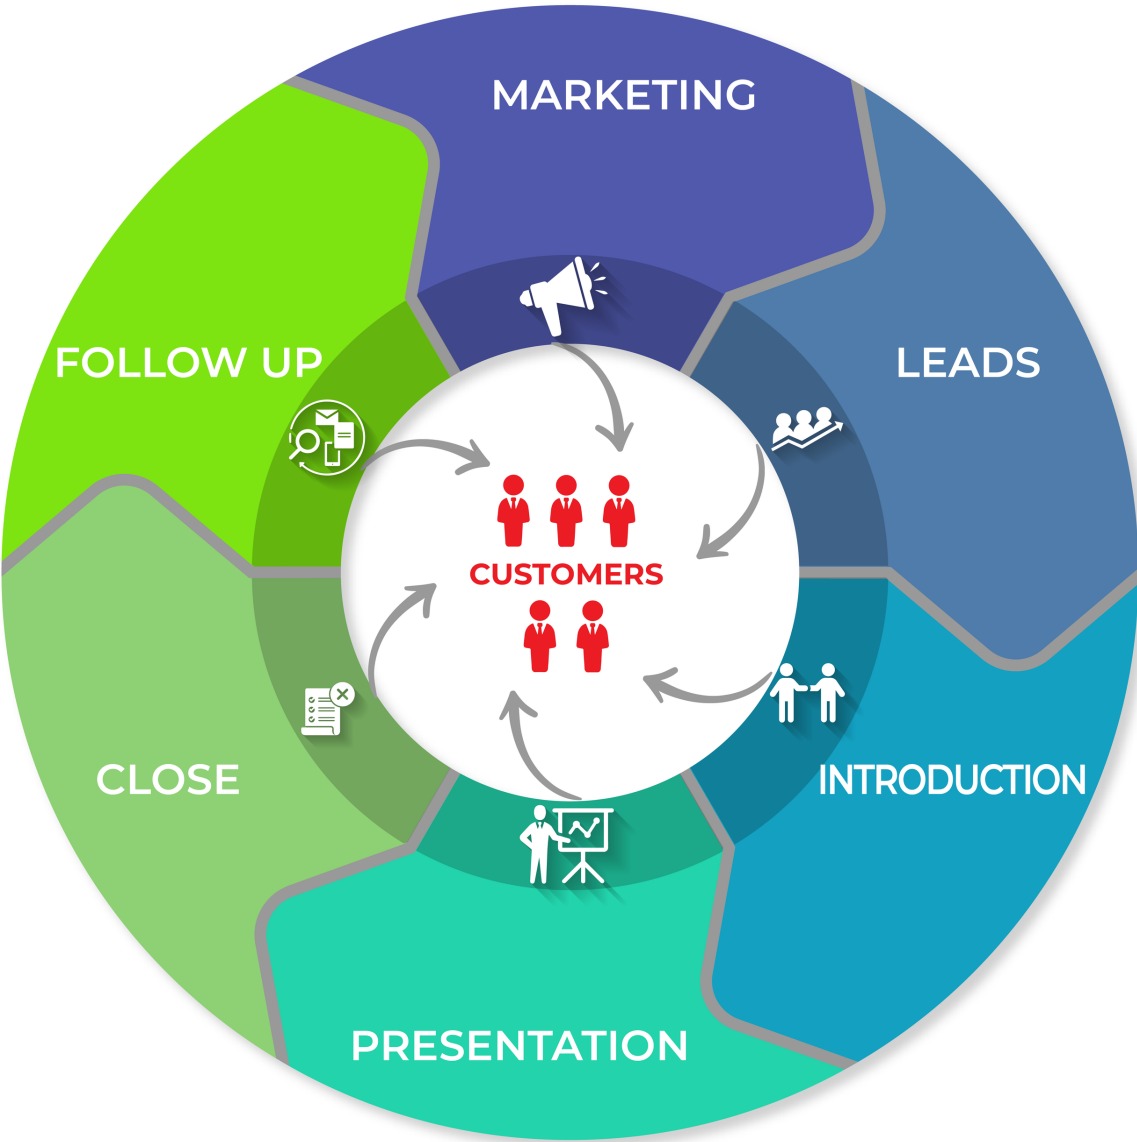 MARKETING
LEADS
INTRODUCTION
PRESENTATION
CLOSE
FOLLOW UP
CUSTOMERS